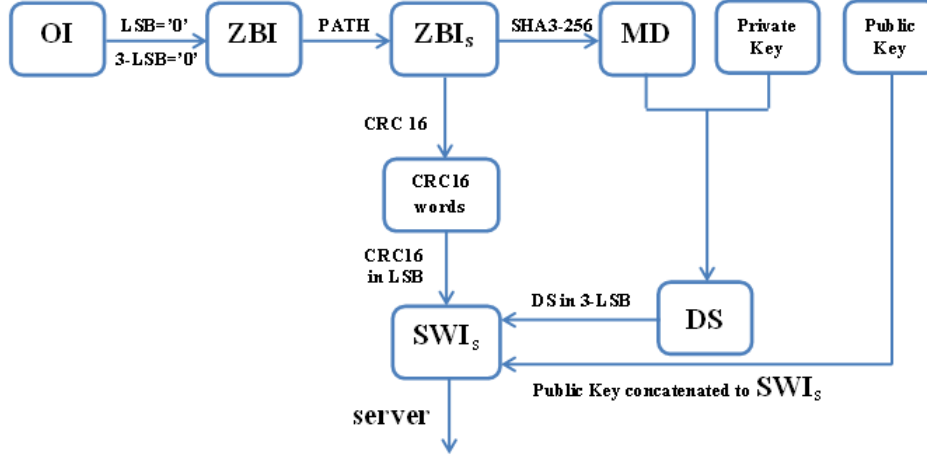 OI
LSB='0'
3-LSB='0'
ZBI
PATH
ZBIs
SHA3-256
MD
Private
Key
Public
Key
CRC 16
CRC16
words
CRC16
in LSB
SWIs
DS in 3-LSB
DS
Public Key concatenated to SWIs
server